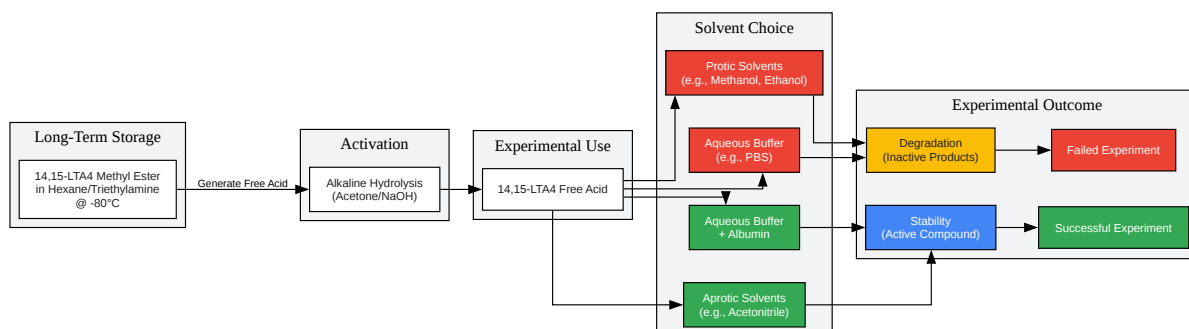 Long-Term Storage
14,15-LTA4 Methyl Ester
in Hexane/Triethylamine
@ -80°C
Generate Free Acid
Activation
Alkaline Hydrolysis
(Acetone/NaOH)
Experimental Use
14,15-LTA4 Free Acid
Solvent Choice
Protic Solvents
(e.g., Methanol, Ethanol)
Aqueous Buffer
(e.g., PBS)
Aqueous Buffer
+ Albumin
Aprotic Solvents
(e.g., Acetonitrile)
Experimental Outcome
Degradation
(Inactive Products)
Failed Experiment
Stability
(Active Compound)
Successful Experiment